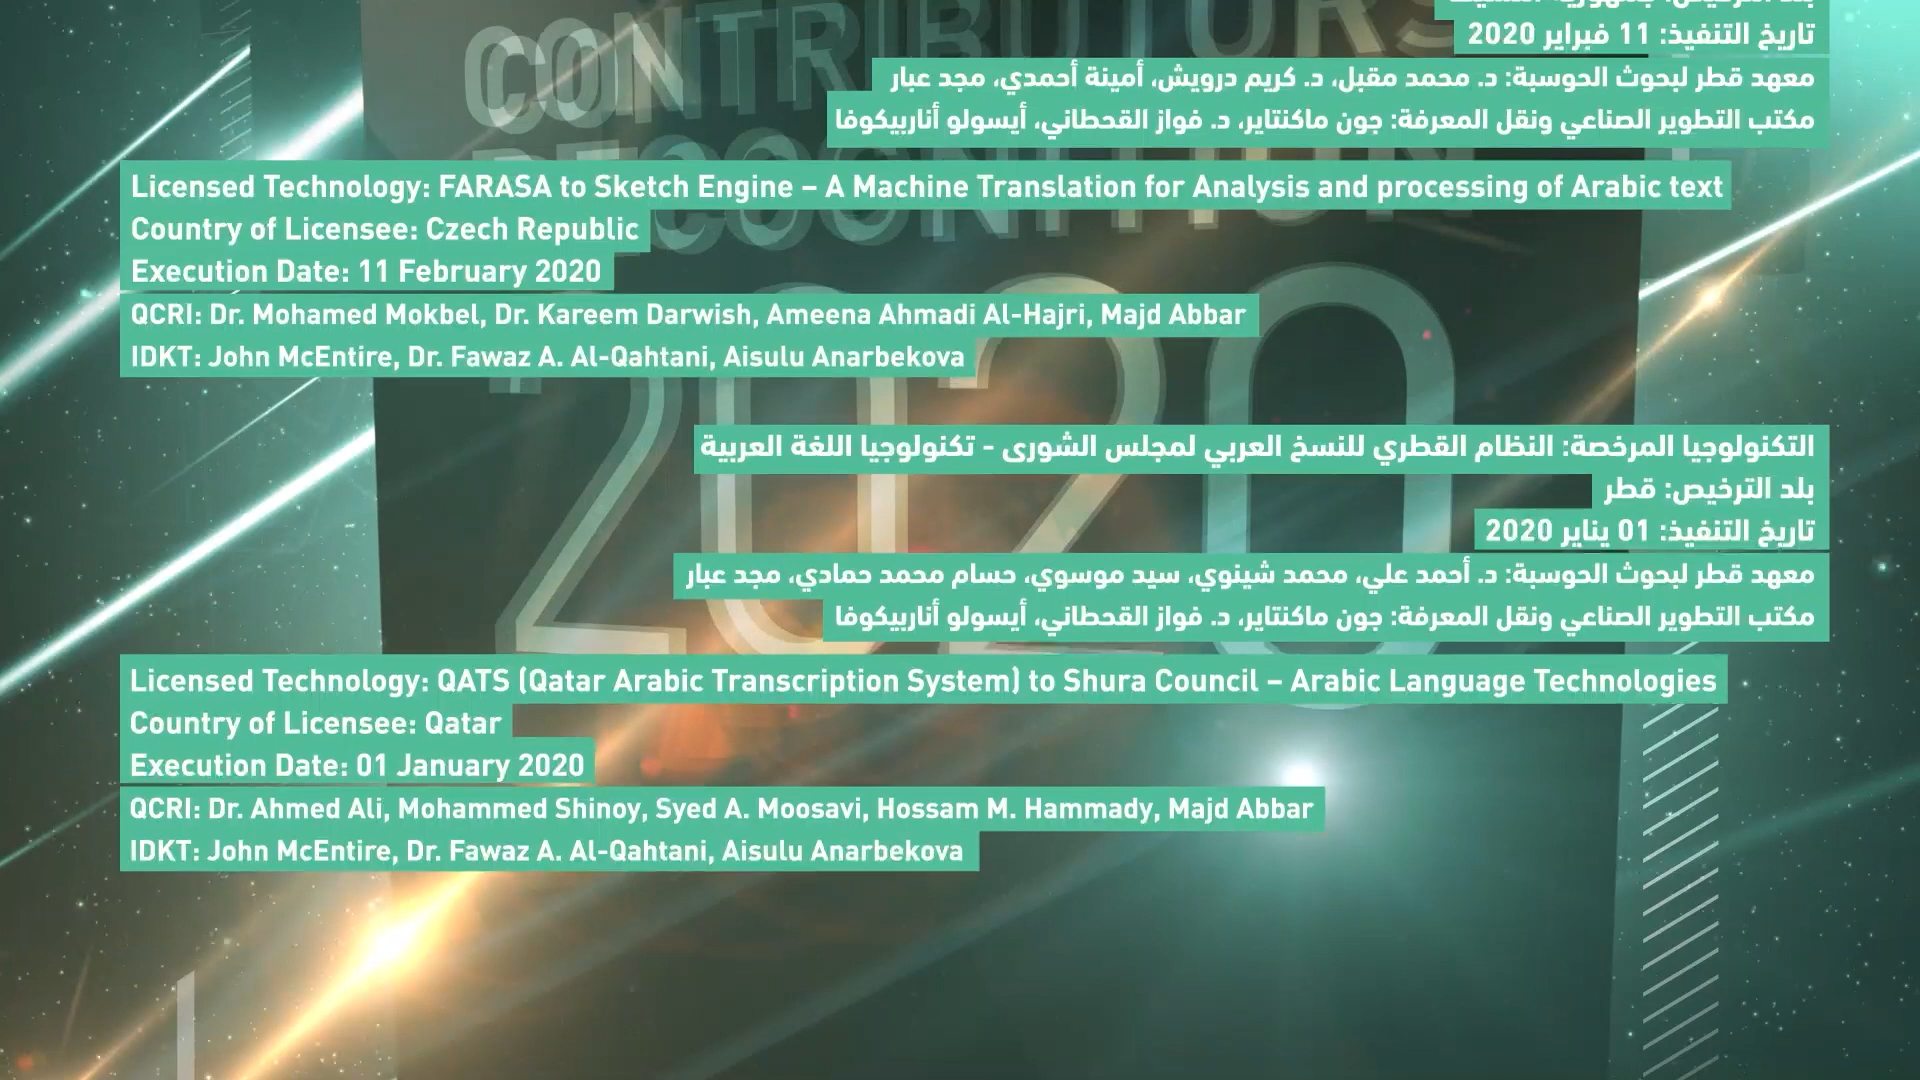 CONTRIBUTORS
RECOGNITION
2020
تاريخ التنفيذ: 11 فبراير 2020
معهد قطر لبحوث الحوسبة: د. محمد مقبل، د. كريم درويش، أمينة أحمدي، مجد عبار
مكتب التطوير الصناعي ونقل المعرفة: جون ماكنتاير، د. فواز القحطاني، أيسولو أناربيكوفا
Licensed Technology: FARASA to Sketch Engine – A Machine Translation for Analysis and processing of Arabic text
Country of Licensee: Czech Republic
Execution Date: 11 February 2020
QCRI: Dr. Mohamed Mokbel, Dr. Kareem Darwish, Ameena Ahmadi Al-Hajri, Majd Abbar
IDKT: John McEntire, Dr. Fawaz A. Al-Qahtani, Aisulu Anarbekova
التكنولوجيا المرخصة: النظام القطري للنسخ العربي لمجلس الشورى - تكنولوجيا اللغة العربية
بلد الترخيص: قطر
تاريخ التنفيذ: 01 يناير 2020
معهد قطر لبحوث الحوسبة: د. أحمد علي، محمد شينوي، سيد موسوي، حسام محمد حمادي، مجد عبار
مكتب التطوير الصناعي ونقل المعرفة: جون ماكنتاير، د. فواز القحطاني، أيسولو أناربيكوفا
Licensed Technology: QATS (Qatar Arabic Transcription System) to Shura Council – Arabic Language Technologies
Country of Licensee: Qatar
Execution Date: 01 January 2020
QCRI: Dr. Ahmed Ali, Mohammed Shinoy, Syed A. Moosavi, Hossam M. Hammady, Majd Abbar
IDKT: John McEntire, Dr. Fawaz A. Al-Qahtani, Aisulu Anarbekova